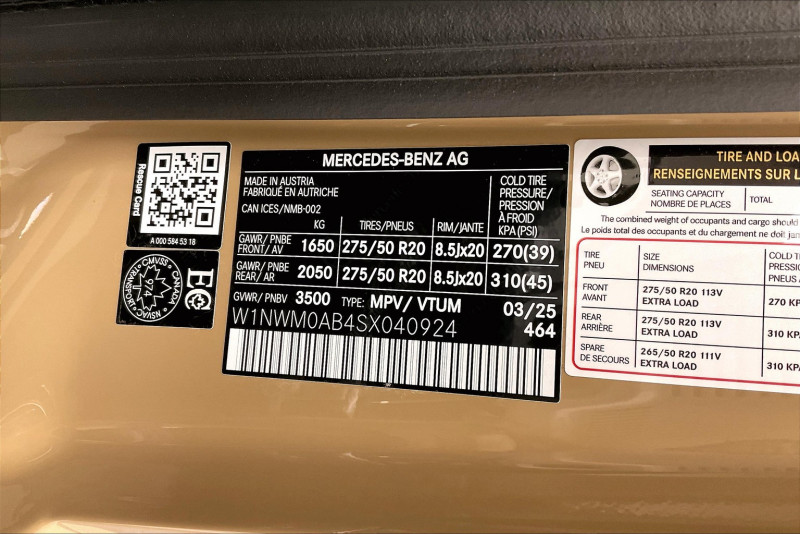 Rescue Card
A 000 584 53 18
CANADA
TRANSPORT
NSVAC
CMVSS
974
MERCEDES-BENZ AG
MADE IN AUSTRIA
FABRIQUÉ EN AUTRICHE
CAN ICES/NMB-002
COLD TIRE
PRESSURE/
PRESSION
À FROID
KPA (PSI)
KG TIRES/PNEUS RIM/JANTE
GAWR/ PNBE
FRONT/ AV 1650 275/50 R20 8.5Jx20 270(39)
GAWR/ PNBE
REAR/ AR 2050 275/50 R20 8.5Jx20 310(45)
GVWR/ PNBV 3500 TYPE: MPV/ VTUM 03/25
W1NWM0AB4SX040924 464
TIRE AND LOA
RENSEIGNEMENTS SUR L
SEATING CAPACITY
NOMBRE DE PLACES TOTAL
The combined weight of occupants and cargo should
Le poids total des occupants et du chargement ne doit jam
TIRE
PNEU
SIZE
DIMENSIONS
COLD T
PRESSION
PNEUS A
FRONT
AVANT
275/50 R20 113V
EXTRA LOAD
270 KP
REAR
ARRIÈRE
275/50 R20 113V
EXTRA LOAD
310 KP
SPARE
DE SECOURS
265/50 R20 111V
EXTRA LOAD
310 KPA